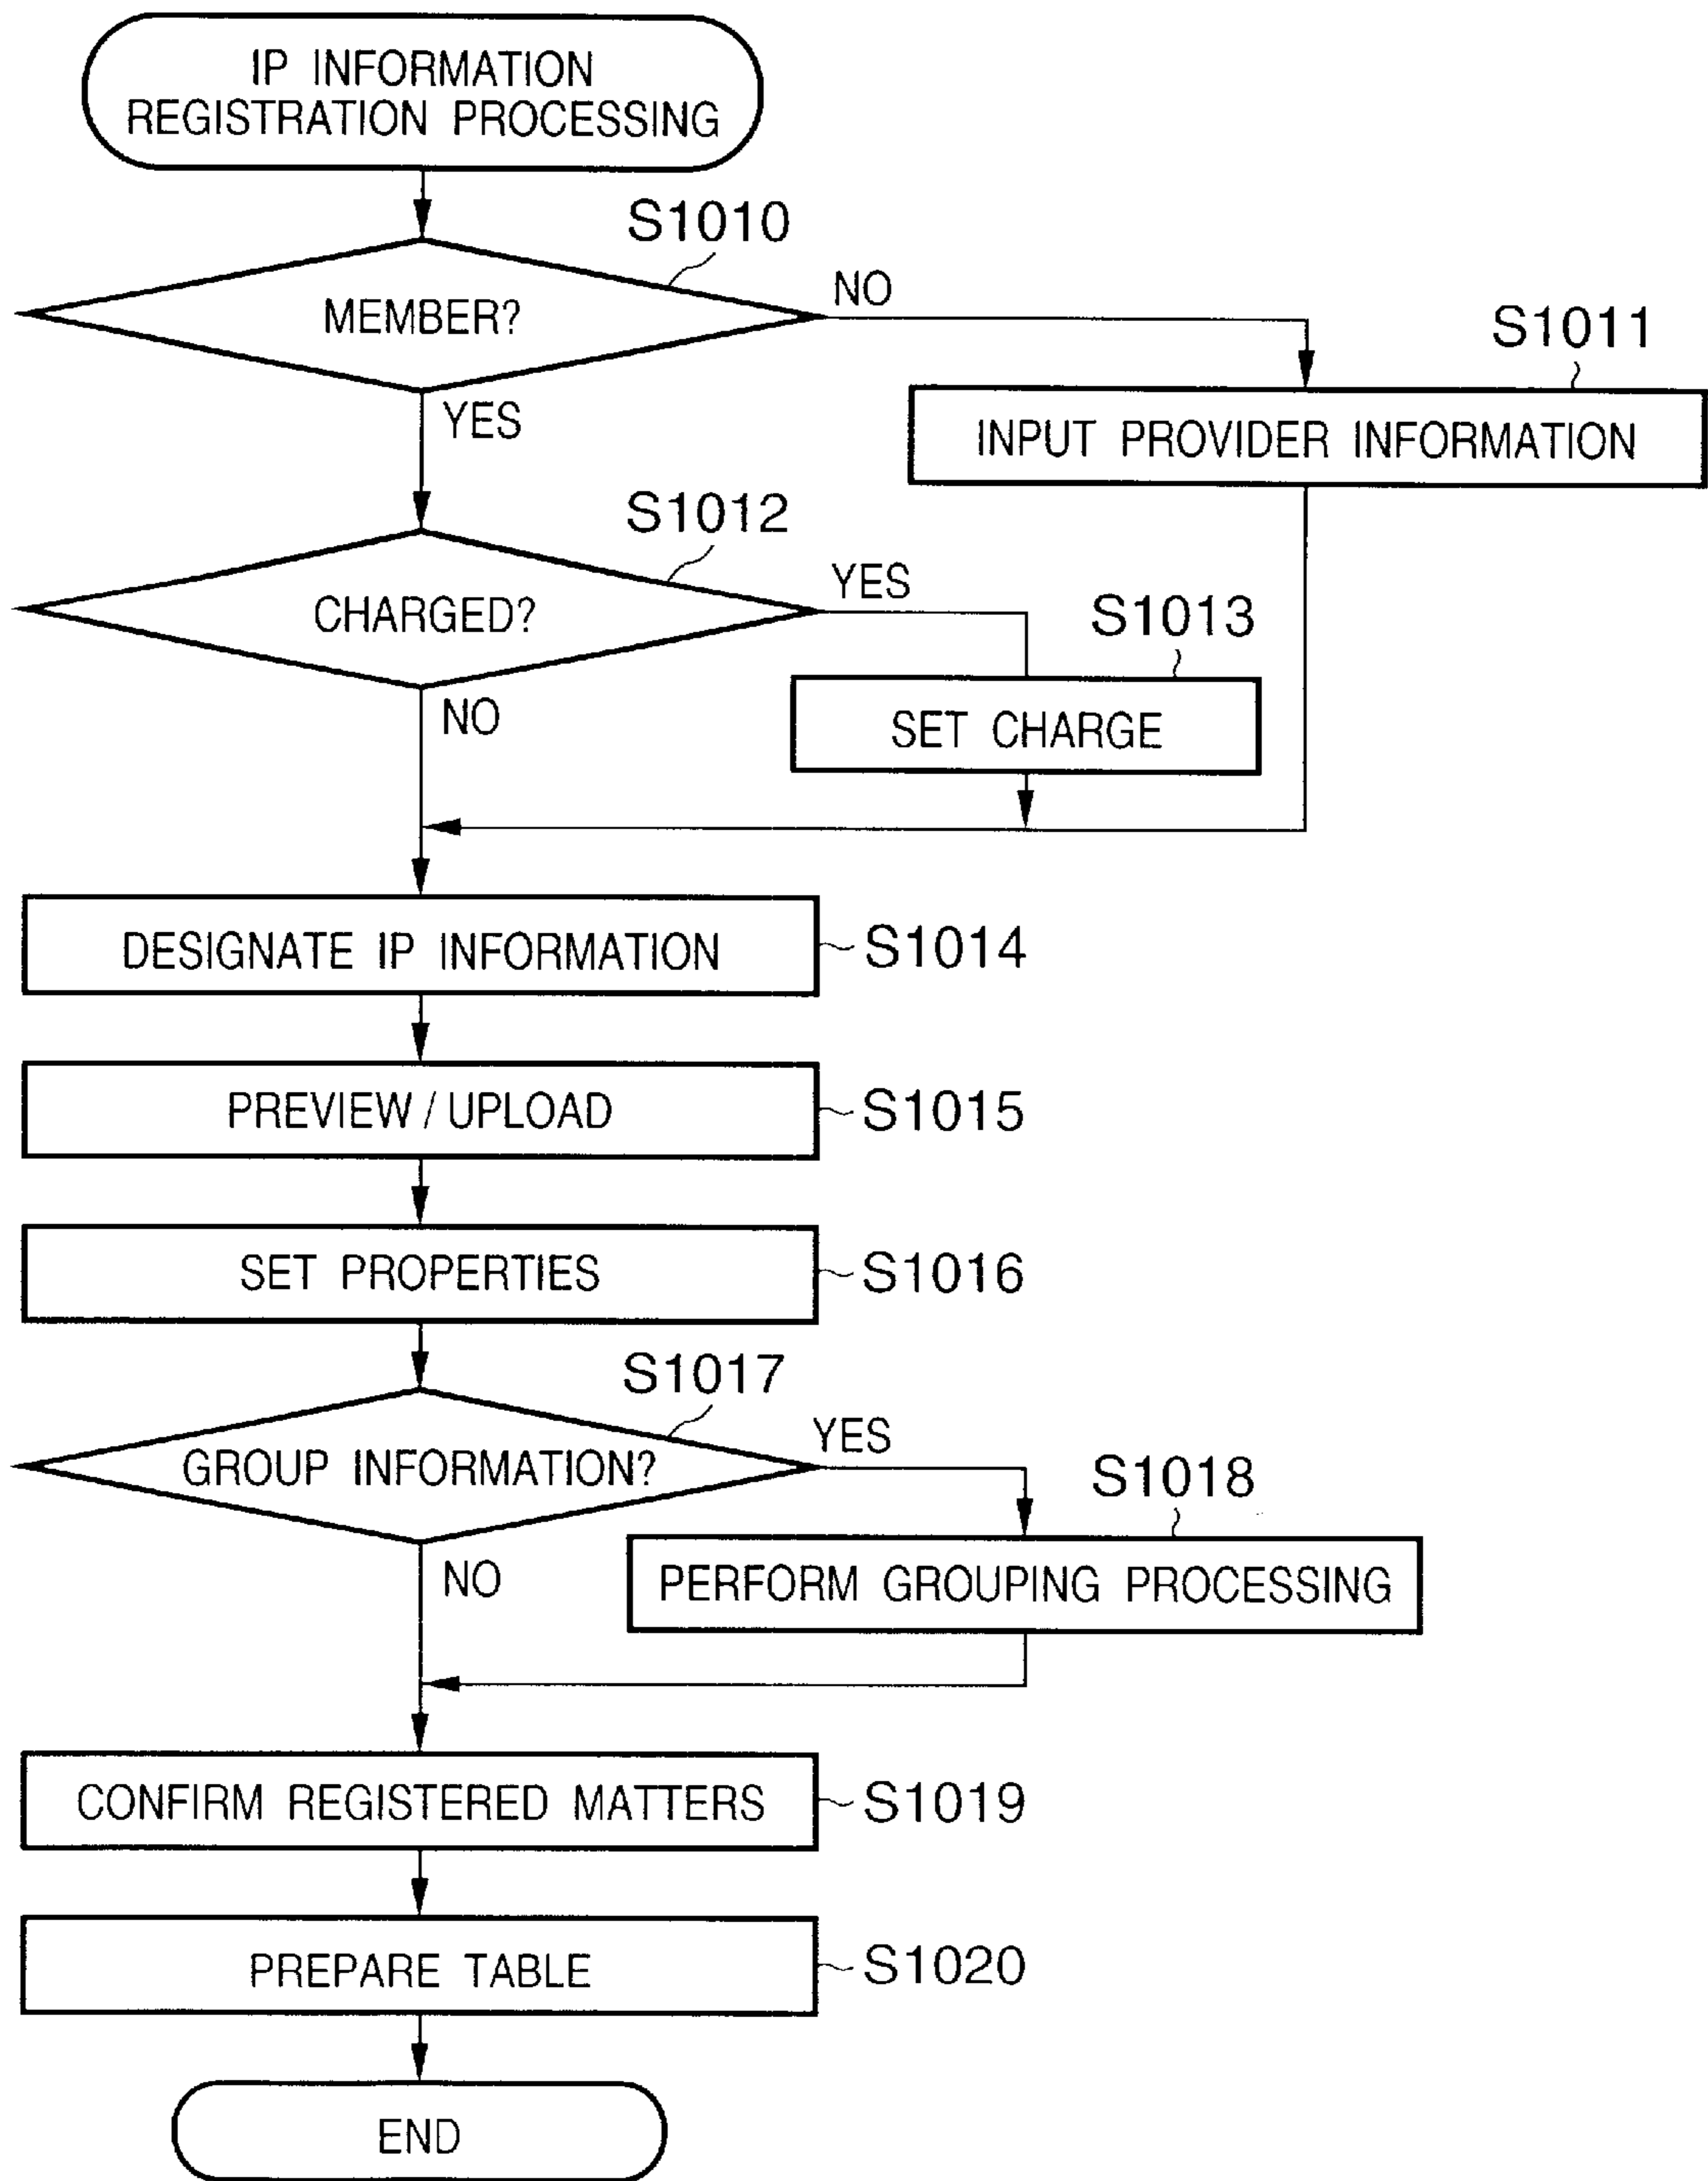 IP INFORMATION
REGISTRATION PROCESSING
S1010
MEMBER?
NO
YES
S1011
INPUT PROVIDER INFORMATION
S1012
CHARGED?
YES
NO
S1013
SET CHARGE
DESIGNATE IP INFORMATION
S1014
PREVIEW / UPLOAD
S1015
SET PROPERTIES
S1016
S1017
GROUP INFORMATION?
YES
NO
S1018
PERFORM GROUPING PROCESSING
CONFIRM REGISTERED MATTERS
S1019
PREPARE TABLE
S1020
END